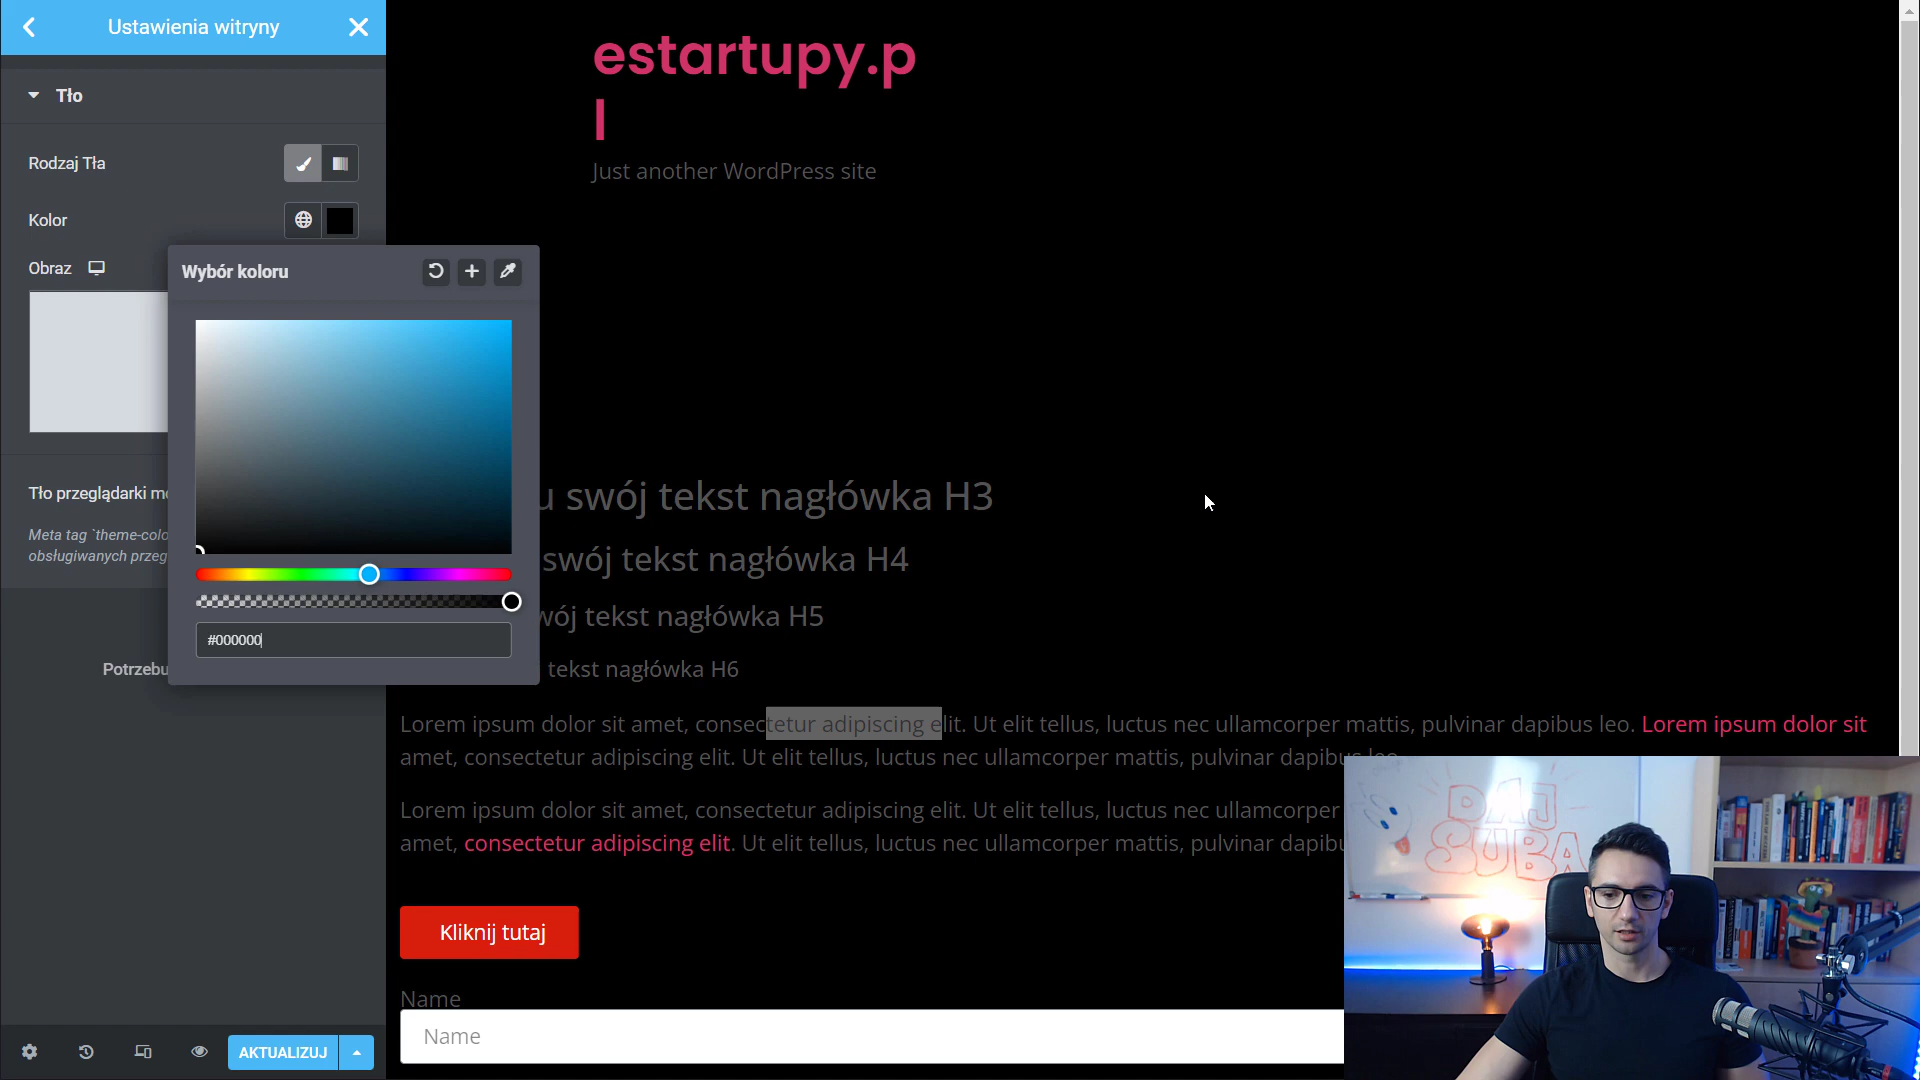 Ustawienia witryny
Tło
Rodzaj Tła
Kolor
Obraz
Wybór koloru
#000000
Tło przeglądarki mo
Meta tag `theme-colo
obsługiwanych przeg
Potrzebu
AKTUALIZUJ
estartupy.p
l
Just another WordPress site
u swój tekst nagłówka H3
swój tekst nagłówka H4
wój tekst nagłówka H5
tekst nagłówka H6
Lorem ipsum dolor sit amet, consectetur adipiscing elit. Ut elit tellus, luctus nec ullamcorper mattis, pulvinar dapibus leo. Lorem ipsum dolor sit
amet, consectetur adipiscing elit. Ut elit tellus, luctus nec ullamcorper mattis, pulvinar dapibus leo.
Lorem ipsum dolor sit amet, consectetur adipiscing elit. Ut elit tellus, luctus nec ullamcorper
amet, consectetur adipiscing elit. Ut elit tellus, luctus nec ullamcorper mattis, pulvinar dapibu
Kliknij tutaj
Name
Name
DAJ
SUBA